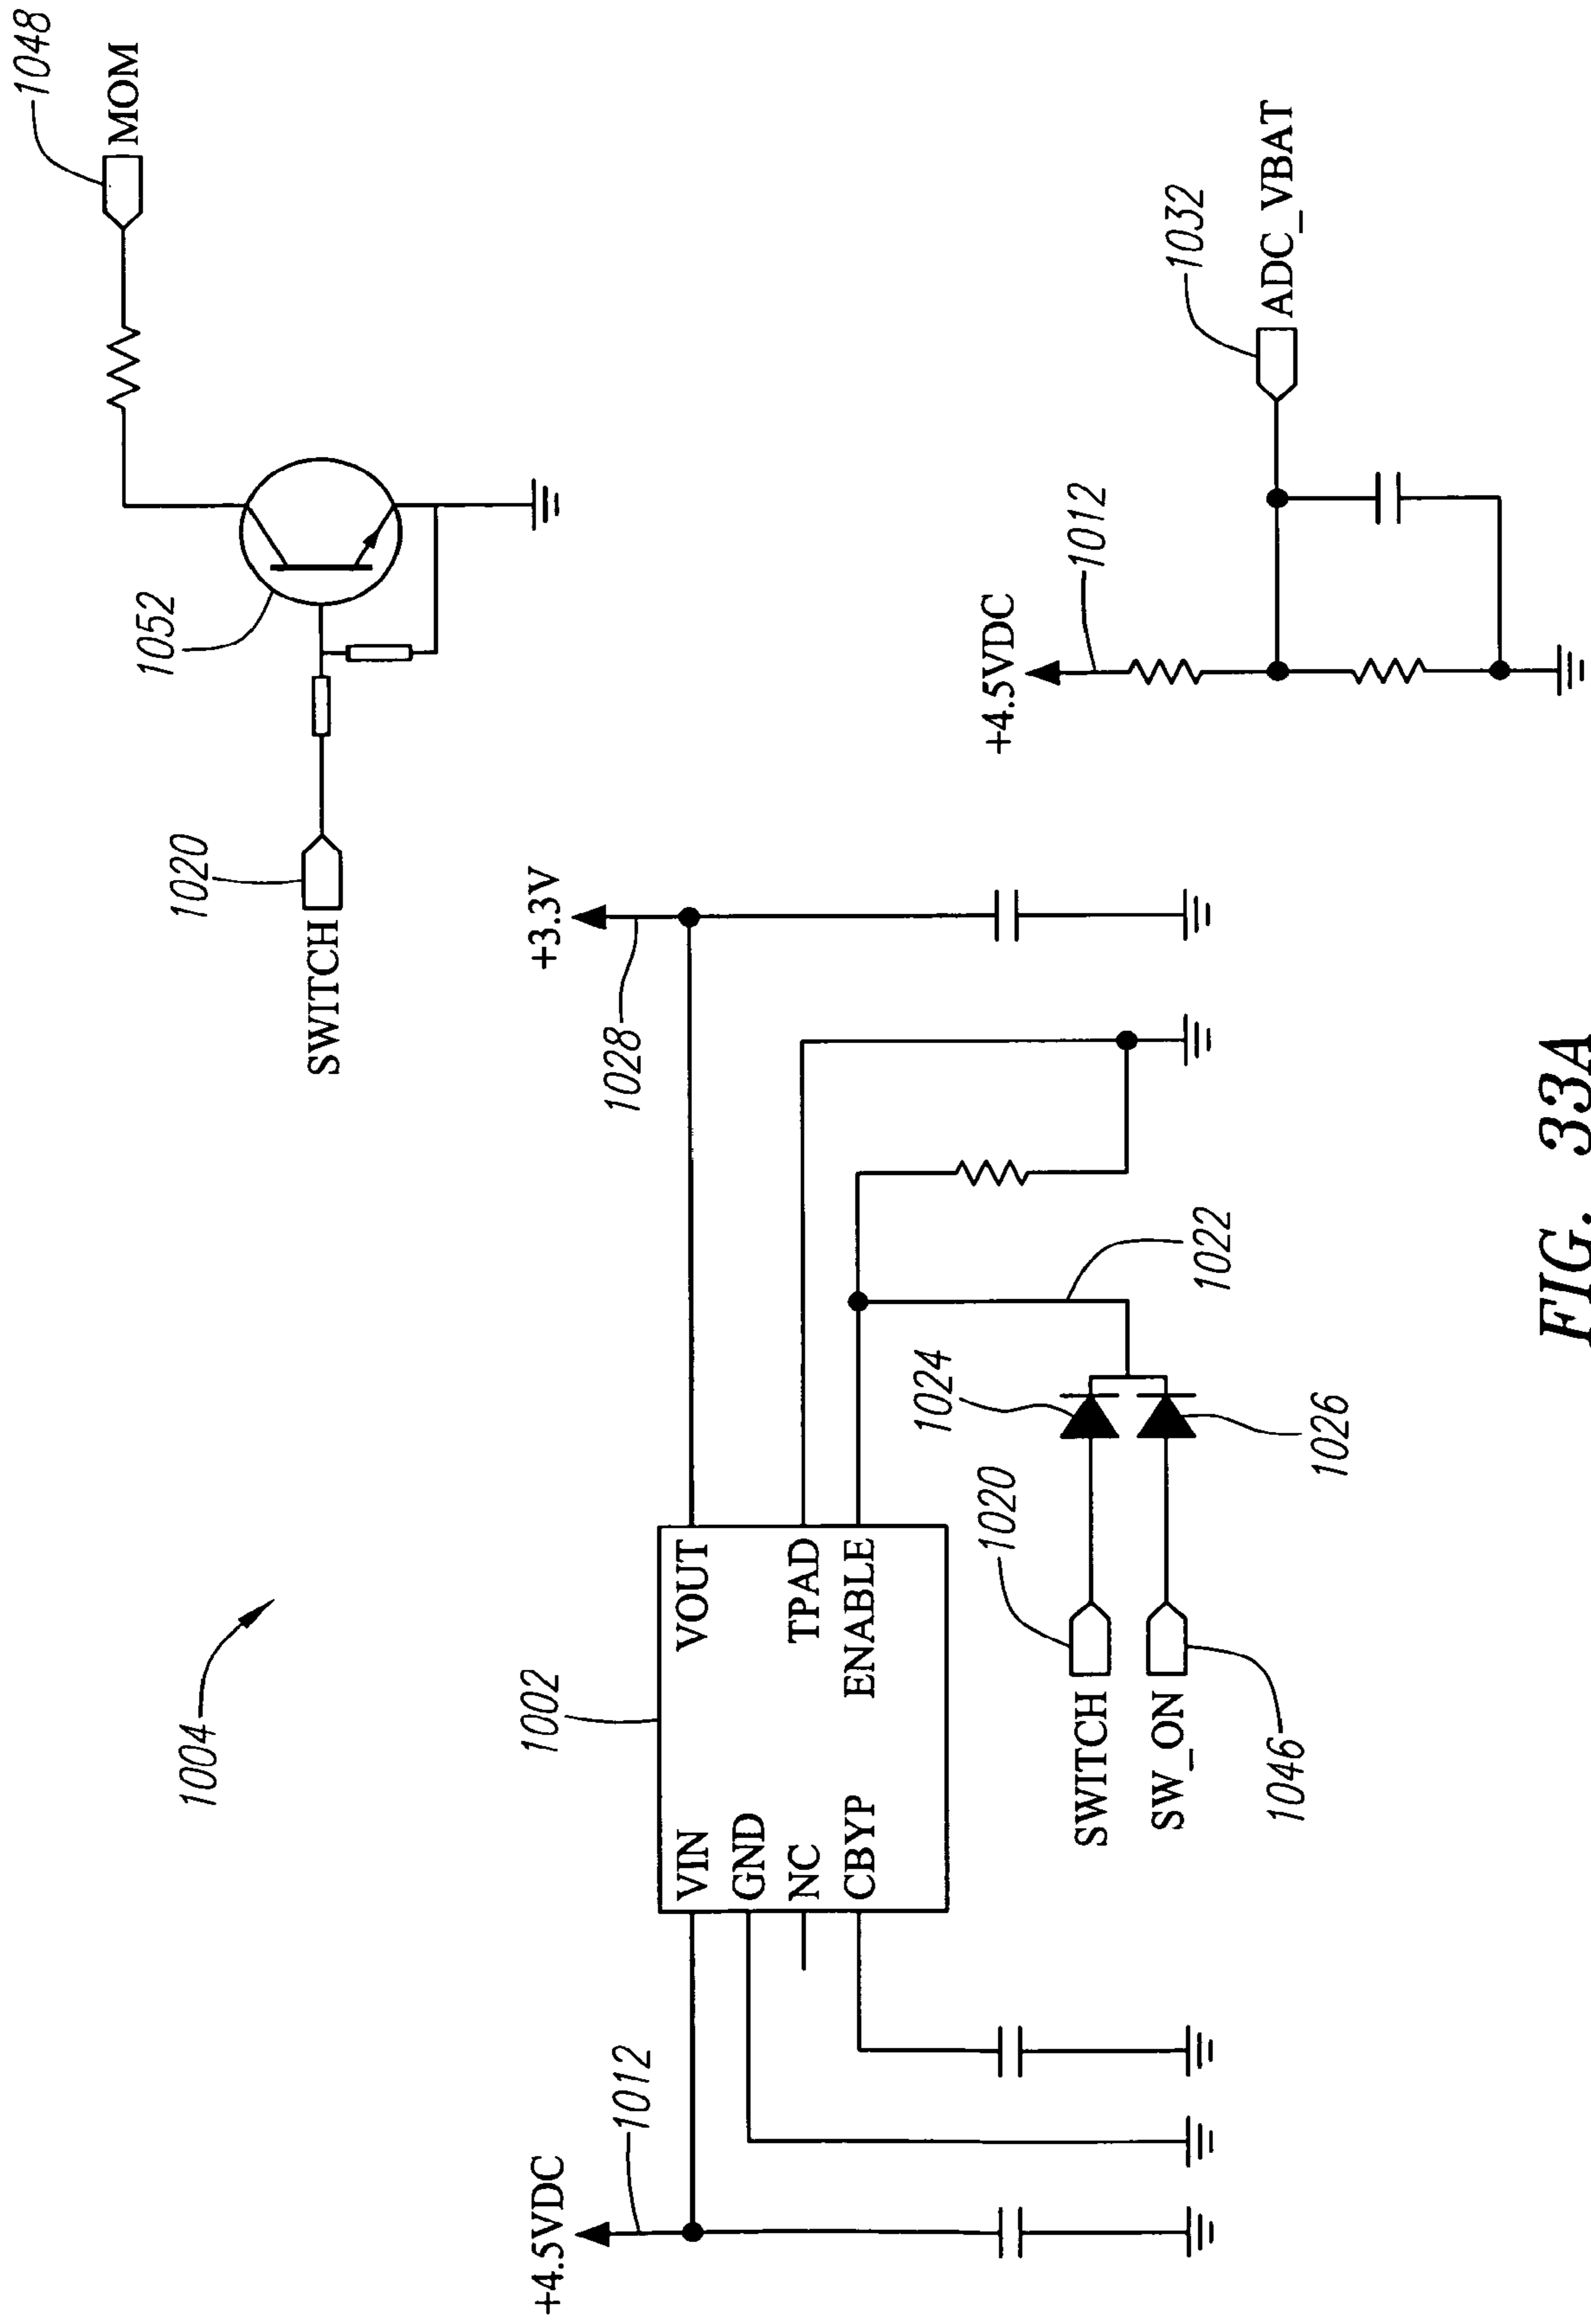 1004
+4.5VDC
1012
1002
VIN
GND
NC
CBYP
VOUT
TPAD
ENABLE
SWITCH
1020
SW_ON
1046
1024
1026
1022
+3.3V
1028
SWITCH
1020
1052
MOM
1048
+4.5VDC
1012
ADC_VBAT
1032
FIG. 33A